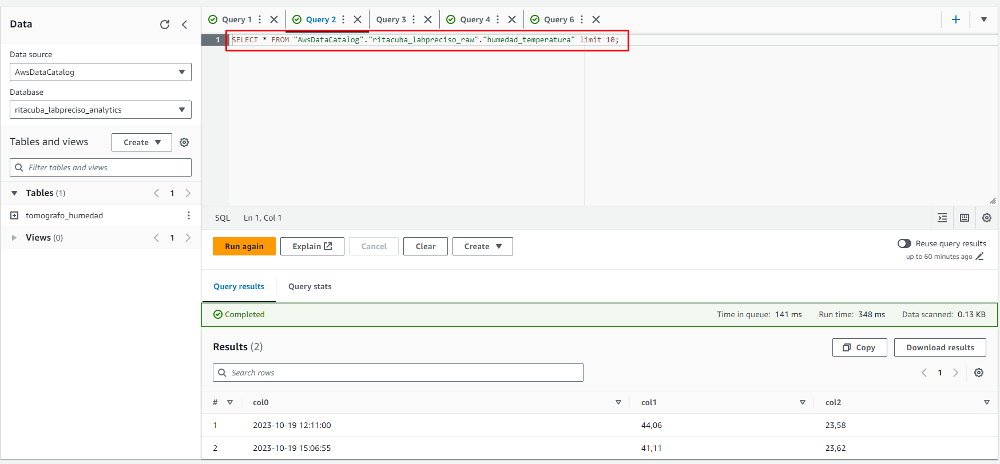 Data
Data source
AwsDataCatalog
Database
ritacuba_labpreciso_analytics
Tables and views
Create
Filter tables and views
Tables (1)
1
tomografo_humedad
Views (0)
1
Query 1
Query 2
Query 3
Query 4
Query 6
1
SELECT * FROM "AwsDataCatalog"."ritacuba_labpreciso_raw"."humedad_temperatura" limit 10;
SQL Ln 1, Col 1
Run again Explain Cancel Clear Create
Reuse query results
up to 60 minutes ago
Query results Query stats
Completed Time in queue: 141 ms Run time: 348 ms Data scanned: 0.13 KB
Results (2)
Copy Download results
Search rows
1
# col0 col1 col2
1 2023-10-19 12:11:00 44,06 23,58
2 2023-10-19 15:06:55 41,11 23,62